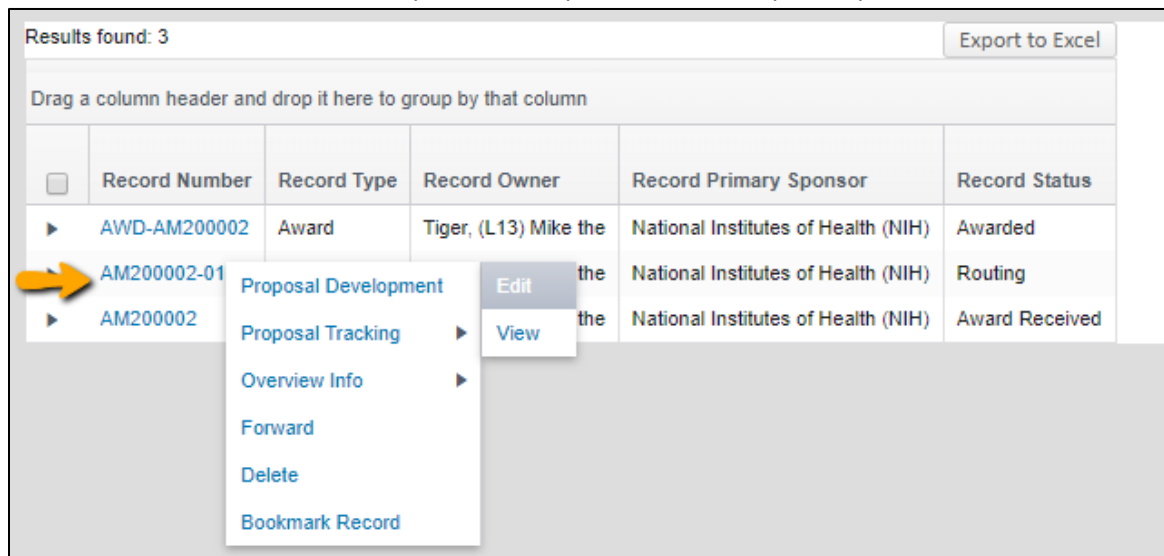 Results found: 3 Export to Excel
Drag a column header and drop it here to group by that column
Record Number Record Type Record Owner Record Primary Sponsor Record Status
AWD-AM200002 Award Tiger, (L13) Mike the National Institutes of Health (NIH) Awarded
AM200002-01 the National Institutes of Health (NIH) Routing
AM200002 the National Institutes of Health (NIH) Award Received
Proposal Development Edit
Proposal Tracking View
Overview Info
Forward
Delete
Bookmark Record